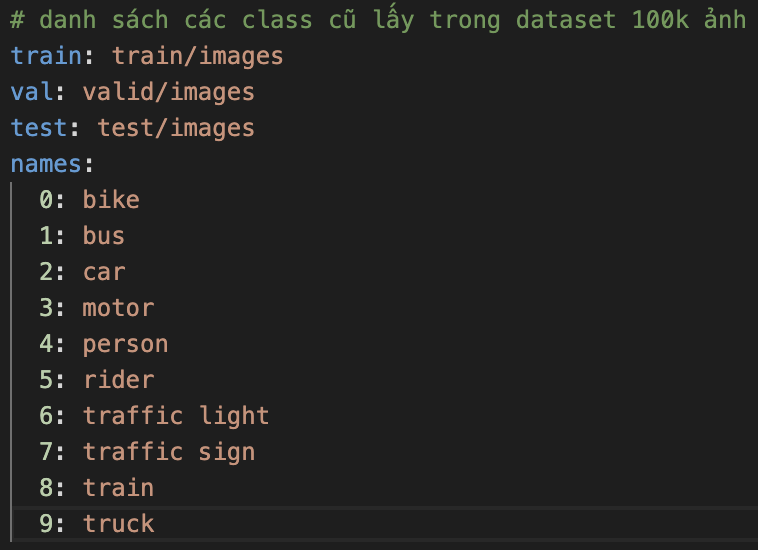 # danh sách các class cũ lấy trong dataset 100k ảnh
train: train/images
val: valid/images
test: test/images
names:
0: bike
1: bus
2: car
3: motor
4: person
5: rider
6: traffic light
7: traffic sign
8: train
9: truck